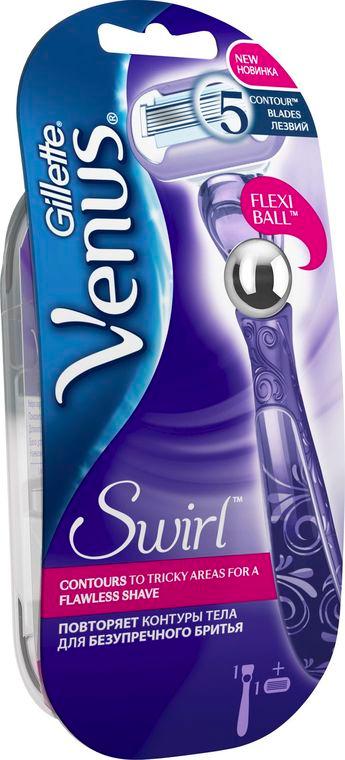 NEW
НОВИНКА
5 CONTOUR™
BLADES
ЛЕЗВИЙ
FLEXI
BALL™
Gillette®
Venus®
Swirl™
CONTOURS TO TRICKY AREAS FOR A
FLAWLESS SHAVE
ПОВТОРЯЕТ КОНТУРЫ ТЕЛА
ДЛЯ БЕЗУПРЕЧНОГО БРИТЬЯ
1 + 1